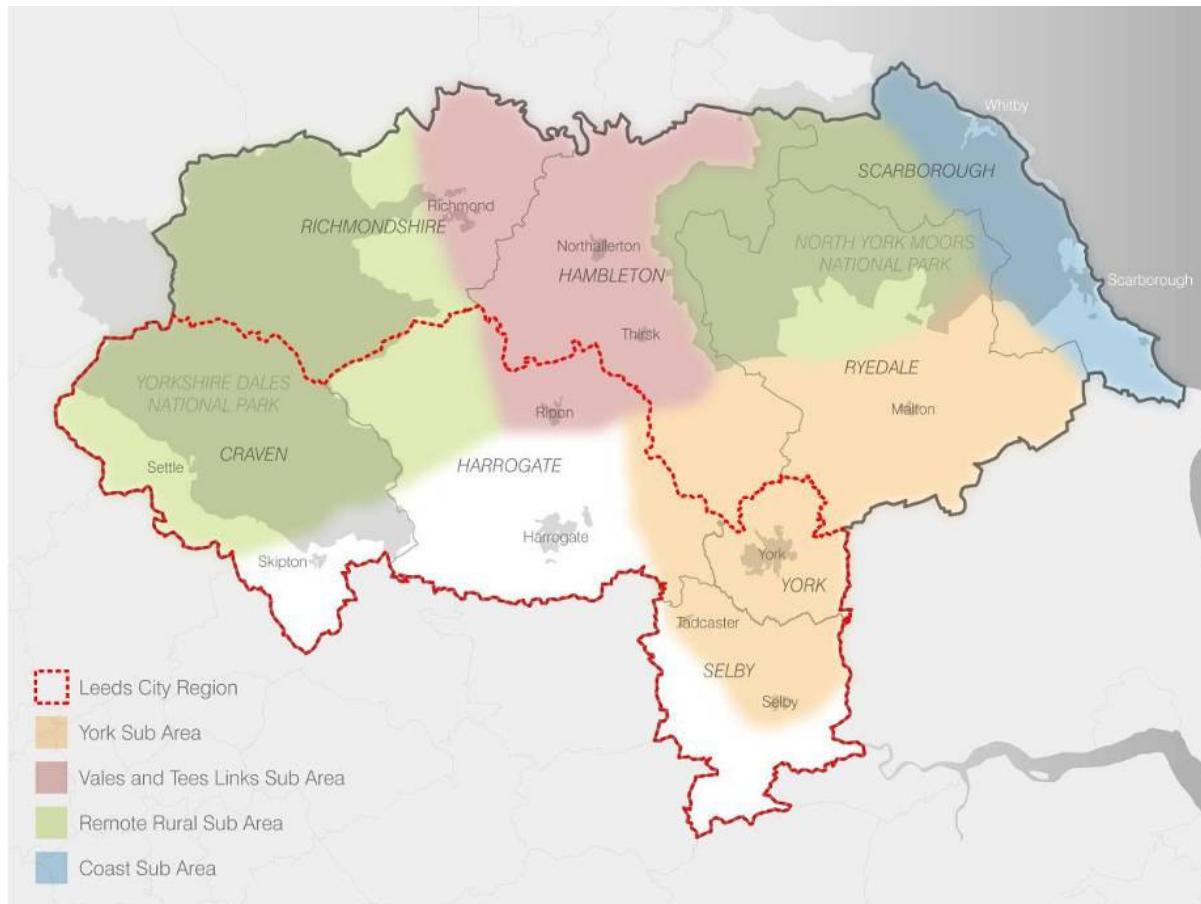 Whitby
SCARBOROUGH
Richmond
RICHMONDSHIRE
Northallerton
HAMBLETON
NORTH YORK MOORS
NATIONAL PARK
Scarborough
Thirsk
RYEDALE
YORKSHIRE DALES
NATIONAL PARK
Ripon
Malton
Settle
CRAVEN
HARROGATE
Harrogate
Skipton
York
YORK
Tadcaster
SELBY
Selby
Leeds City Region
York Sub Area
Vales and Tees Links Sub Area
Remote Rural Sub Area
Coast Sub Area